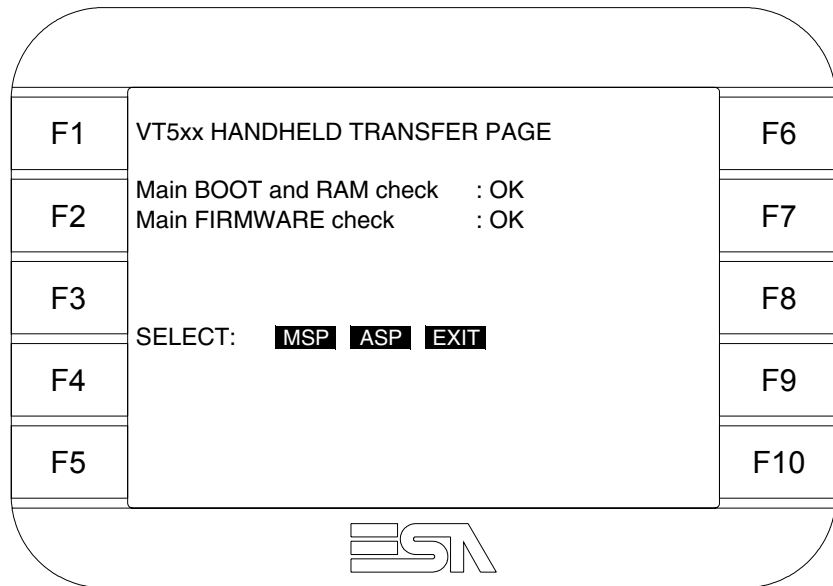 F1
F2
F3
F4
F5
VT5xx HANDHELD TRANSFER PAGE
Main BOOT and RAM check : OK
Main FIRMWARE check : OK
SELECT: MSP ASP EXIT
F6
F7
F8
F9
F10
ESA